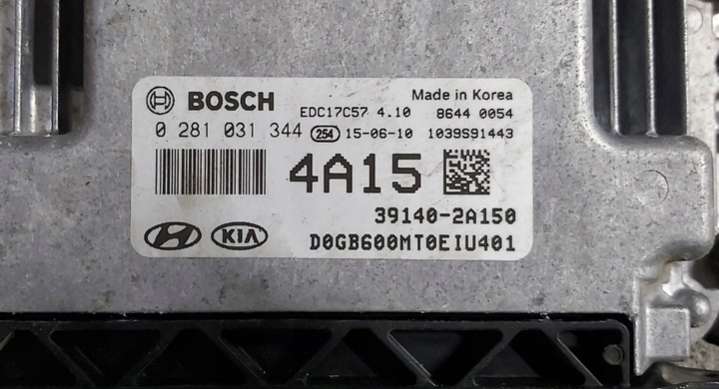 BOSCH
Made in Korea
EDC17C57 4.10 8644 0054
0 281 031 344 254 15-06-10 1039S91443
4A15
39140-2A150
KIA D0GB600MT0EIU401